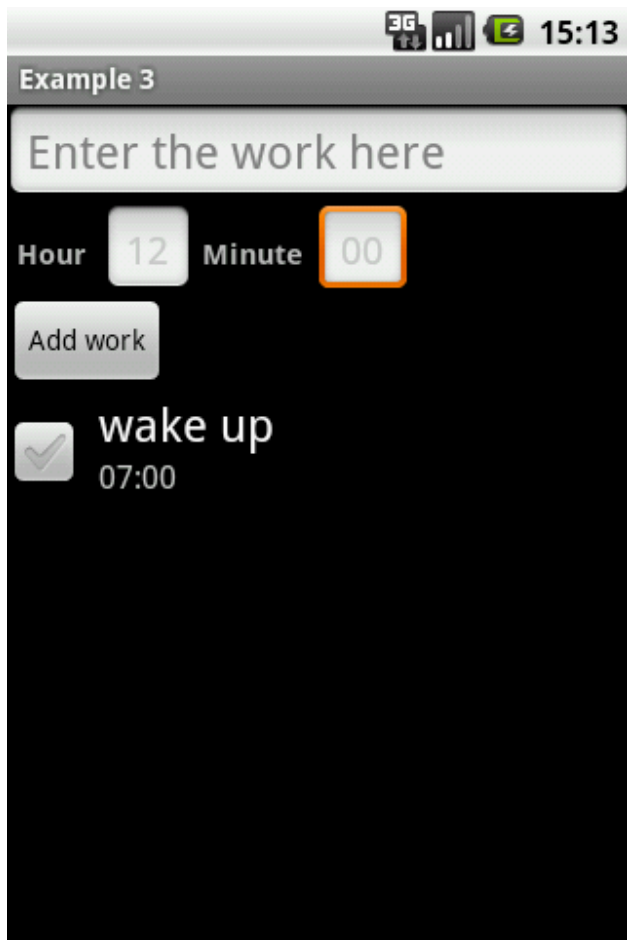 3G 15:13
Example 3
Enter the work here
Hour 12 Minute 00
Add work
wake up
07:00